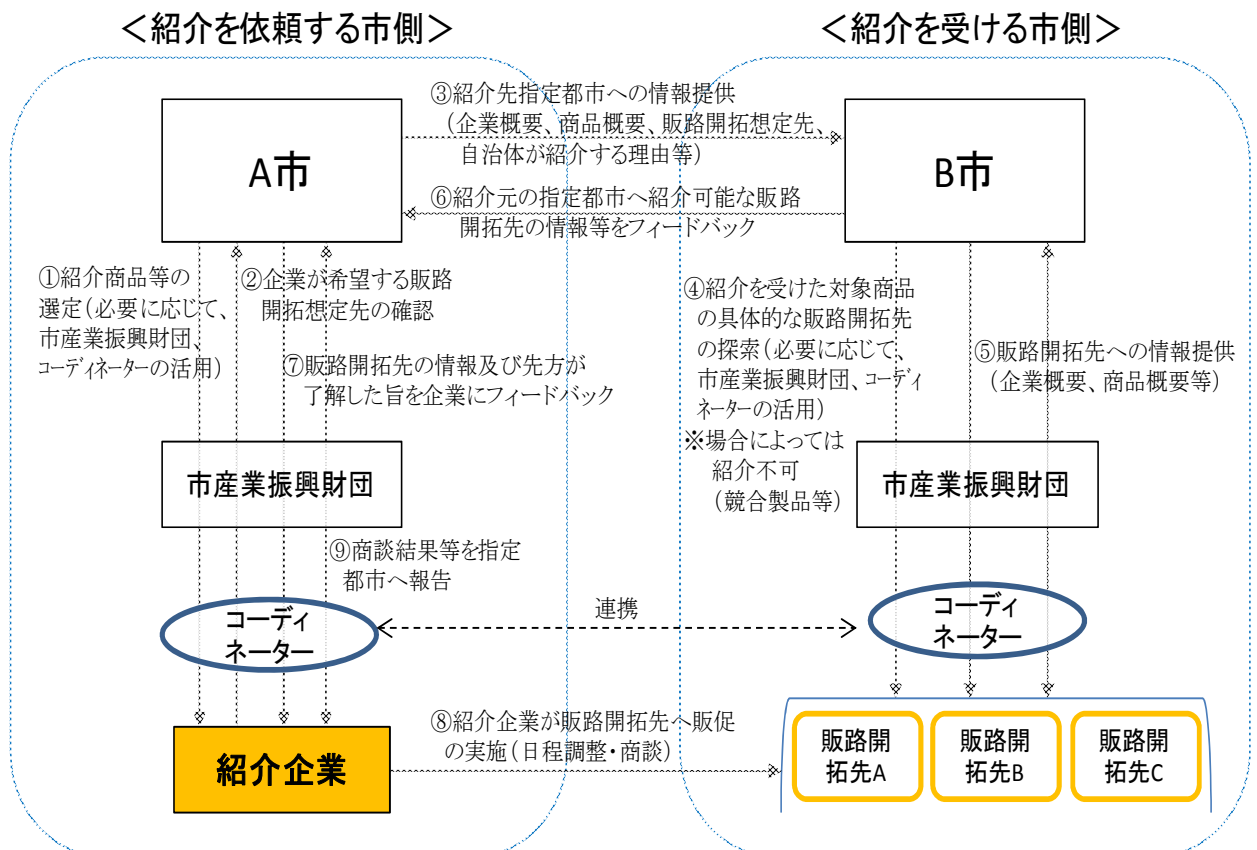 ＜紹介を依頼する市側＞
＜紹介を受ける市側＞
A市
③紹介先指定都市への情報提供
（企業概要、商品概要、販路開拓想定先、
自治体が紹介する理由等）
B市
⑥紹介元の指定都市へ紹介可能な販路
開拓先の情報等をフィードバック
①紹介商品等の
選定（必要に応じて、
市産業振興財団、
コーディネーターの活用）
②企業が希望する販路
開拓想定先の確認
⑦販路開拓先の情報及び先方が
了解した旨を企業にフィードバック
④紹介を受けた対象商品
の具体的な販路開拓先
の探索（必要に応じて、
市産業振興財団、コーディ
ネーターの活用）
※場合によっては
紹介不可
（競合製品等）
⑤販路開拓先への情報提供
（企業概要、商品概要等）
市産業振興財団
市産業振興財団
⑨商談結果等を指定
都市へ報告
コーディ
ネーター
連携
コーディ
ネーター
紹介企業
⑧紹介企業が販路開拓先へ販促
の実施（日程調整・商談）
販路開
拓先A
販路開
拓先B
販路開
拓先C